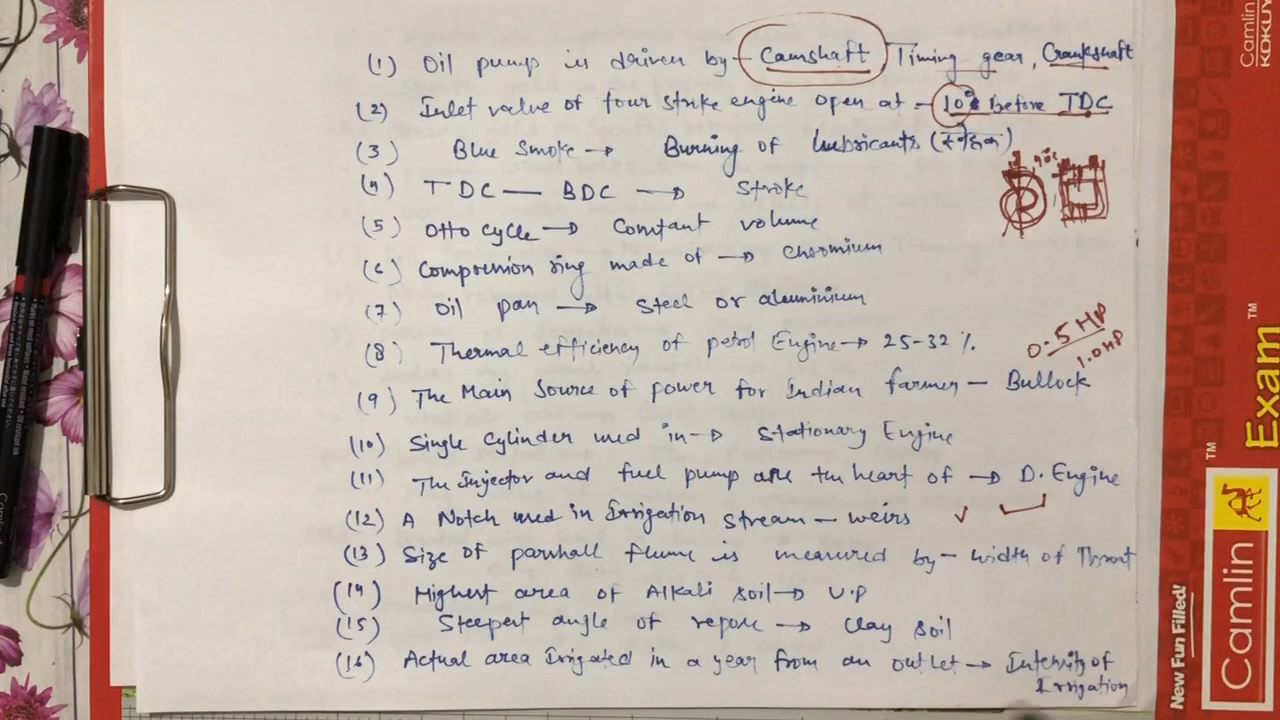 (1) Oil pump is driven by - Camshaft, Timing gear, Crankshaft
(2) Inlet valve of four stroke engine open at - 10° before TDC
(3) Blue Smoke → Burning of lubricants
(4) TDC — BDC → Stroke
(5) Otto cycle → Constant volume
(6) Compression ring made of → chromium
(7) Oil pan → Steel or aluminium
(8) Thermal efficiency of petrol Engine → 25-32 %.
0.5 HP
1.0 HP
(9) The Main Source of power for Indian farmer - Bullock
(10) Single cylinder used in → Stationary Engine
(11) The Injector and fuel pump are the heart of → D. Engine
(12) A Notch used in Irrigation stream - weirs
(13) Size of parshall flume is measured by - width of Throat
(14) Highest area of Alkali soil → U.P
(15) Steepest angle of repose → Clay soil
(16) Actual area Irrigated in a year from an outlet → Intensity of
Irrigation
Camlin
KOKUYO
Exam™
New Fun Filled!
Camlin™